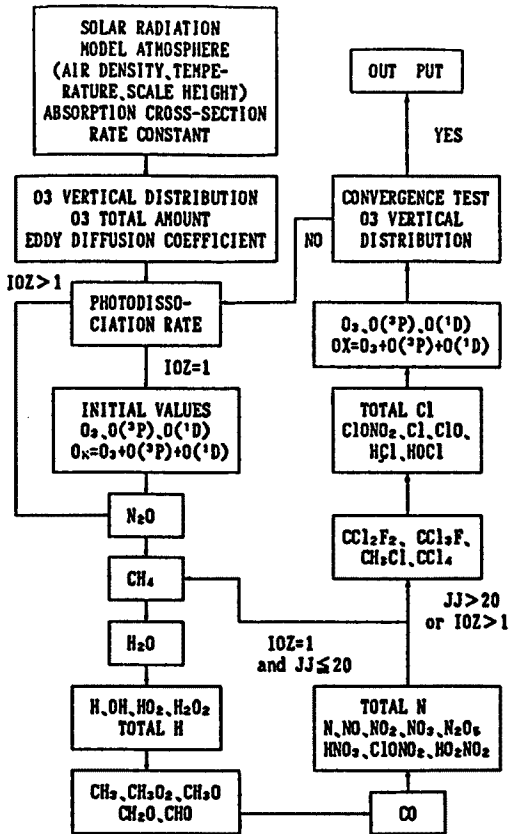 SOLAR RADIATION
MODEL ATMOSPHERE
(AIR DENSITY、TEMPE-
RATURE、SCALE HEIGHT)
ABSORPTION CROSS-SECTION
RATE CONSTANT
O3 VERTICAL DISTRIBUTION
O3 TOTAL AMOUNT
EDDY DIFFUSION COEFFICIENT
IOZ>1
PHOTODISSO-
CIATION RATE
IOZ=1
INITIAL VALUES
O₃、O(³P)、O(¹D)
Oₓ=O₃+O(³P)+O(¹D)
N₂O
CH₄
H₂O
H、OH、HO₂、H₂O₂
TOTAL H
CH₃、CH₃O₂、CH₃O
CH₂O、CHO
CO
TOTAL N
N、NO、NO₂、NO₃、N₂O₅
HNO₃、ClONO₂、HO₂NO₂
IOZ=1
and JJ≦20
JJ>20
or IOZ>1
CCl₂F₂、CCl₃F、
CH₃Cl、CCl₄
TOTAL Cl
ClONO₂、Cl、ClO、
HCl、HOCl
O₃、O(³P)、O(¹D)
OX=O₃+O(³P)+O(¹D)
CONVERGENCE TEST
O3 VERTICAL
DISTRIBUTION
NO
YES
OUT PUT